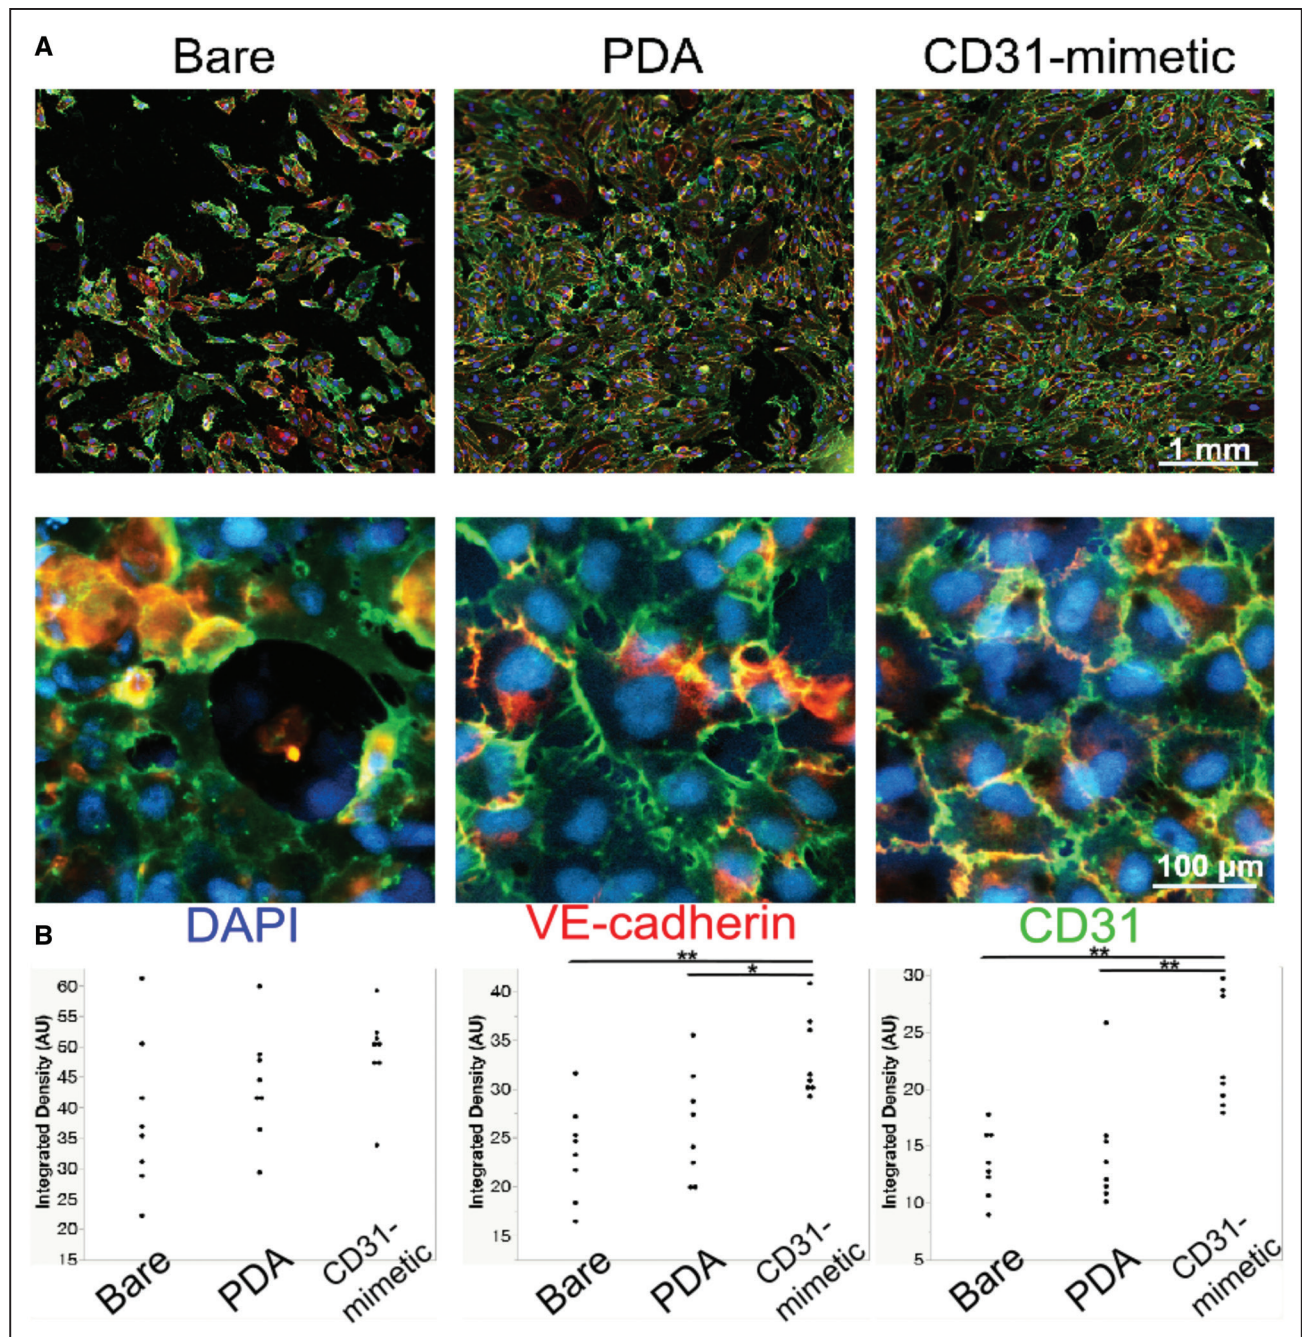 A
Bare PDA CD31-mimetic
1 mm
100 µm
DAPI VE-cadherin CD31
B
** * ** **
Integrated Density (AU)
60
55
50
45
40
35
30
25
20
15
Bare PDA CD31-mimetic
Integrated Density (AU)
40
35
30
25
20
15
Bare PDA CD31-mimetic
Integrated Density (AU)
30
25
20
15
10
5
Bare PDA CD31-mimetic